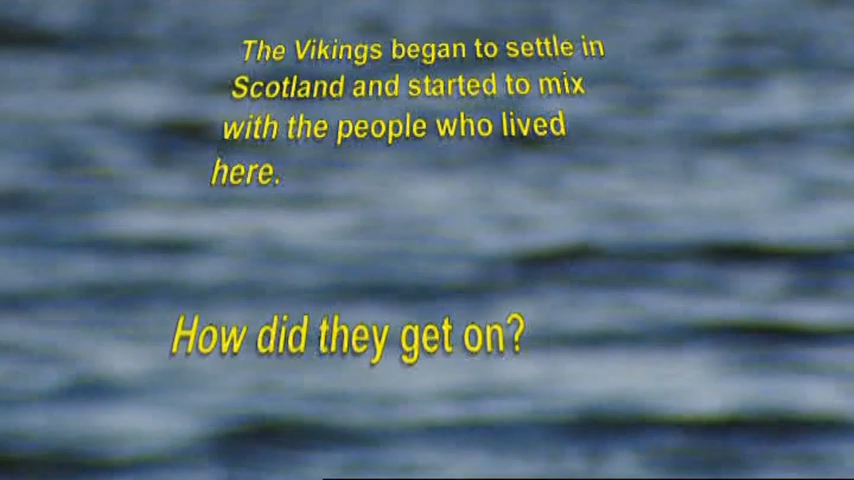 The Vikings began to settle in
Scotland and started to mix
with the people who lived
here.
How did they get on?